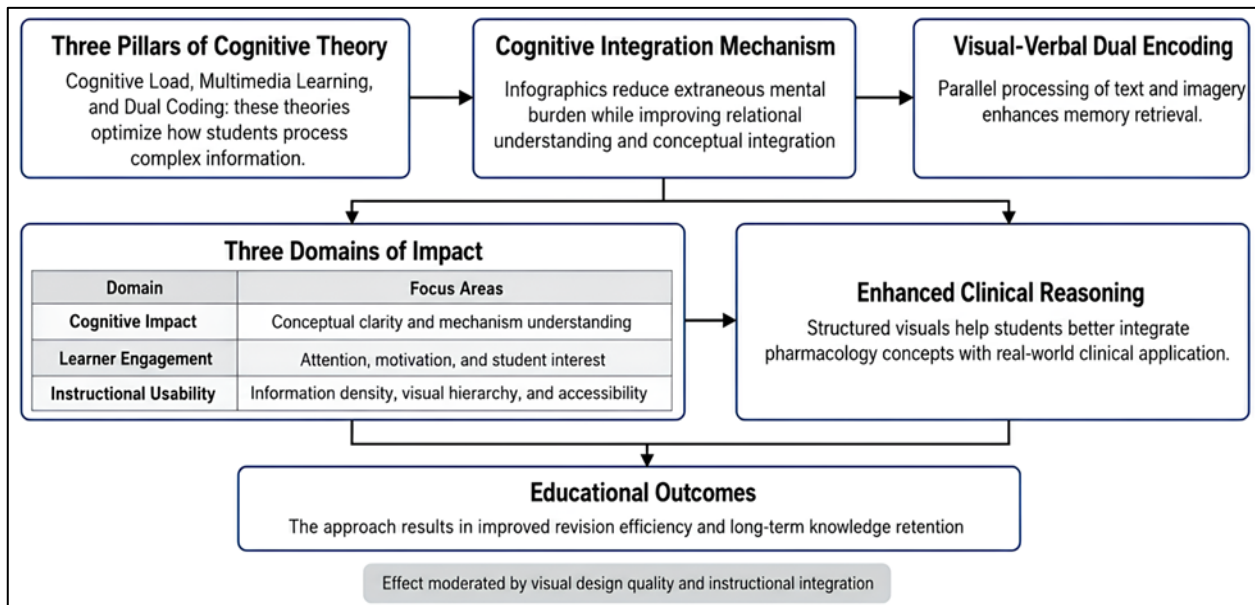 Three Pillars of Cognitive Theory
Cognitive Load, Multimedia Learning,
and Dual Coding: these theories
optimize how students process
complex information.
Cognitive Integration Mechanism
Infographics reduce extraneous mental
burden while improving relational
understanding and conceptual integration
Visual-Verbal Dual Encoding
Parallel processing of text and imagery
enhances memory retrieval.
Three Domains of Impact
Domain Focus Areas
Cognitive Impact Conceptual clarity and mechanism understanding
Learner Engagement Attention, motivation, and student interest
Instructional Usability Information density, visual hierarchy, and accessibility
Enhanced Clinical Reasoning
Structured visuals help students better integrate
pharmacology concepts with real-world clinical application.
Educational Outcomes
The approach results in improved revision efficiency and long-term knowledge retention
Effect moderated by visual design quality and instructional integration